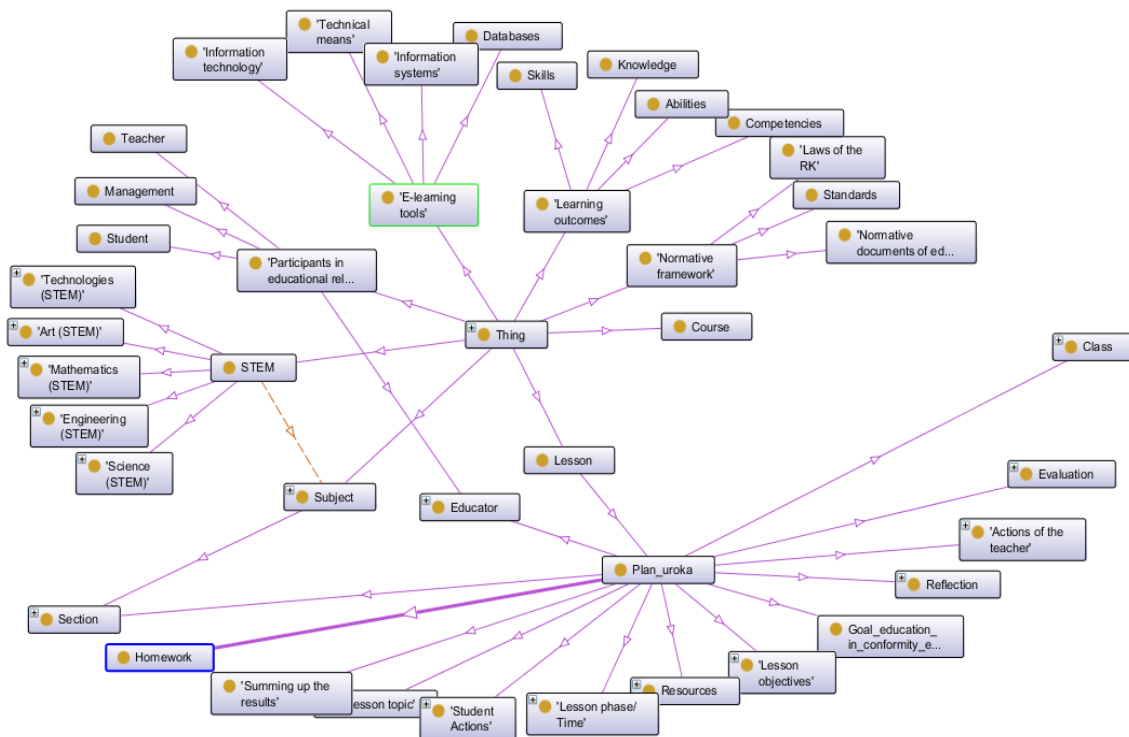 'Technical
means'
Databases
'Information
technology'
'Information
systems'
Knowledge
Skills
Abilities
Competencies
Teacher
'Laws of the
RK'
Management
'E-learning
tools'
'Learning
outcomes'
Standards
Student
'Normative
documents of ed...
'Participants in
educational rel...
'Normative
framework'
'Technologies
(STEM)'
Thing
Course
'Art (STEM)'
Class
STEM
'Mathematics
(STEM)'
'Engineering
(STEM)'
Lesson
'Science
(STEM)'
Evaluation
Subject
Educator
'Actions of the
teacher'
Plan_uroka
Reflection
Section
Goal_education_
in_conformity_e...
Homework
'Lesson
objectives'
'Summing up the
results'
Resources
esson topic'
'Student
Actions'
'Lesson phase/
Time'